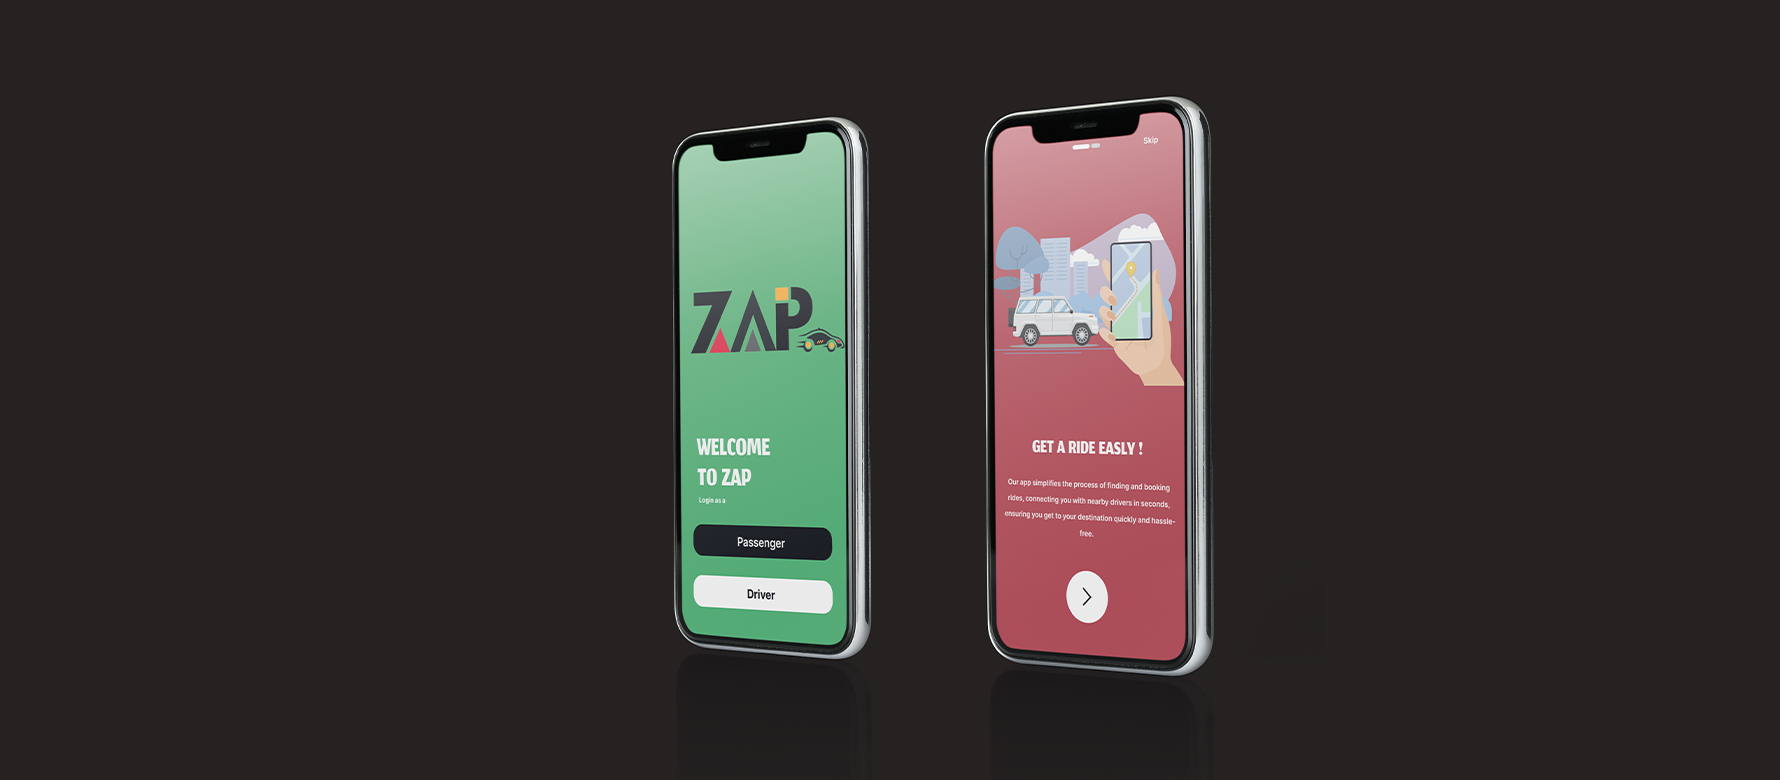 ZAP
WELCOME
TO ZAP
Login as a
Passenger
Driver
Skip
GET A RIDE EASLY !
Our app simplifies the process of finding and booking
rides, connecting you with nearby drivers in seconds,
ensuring you get to your destination quickly and hassle-
free.